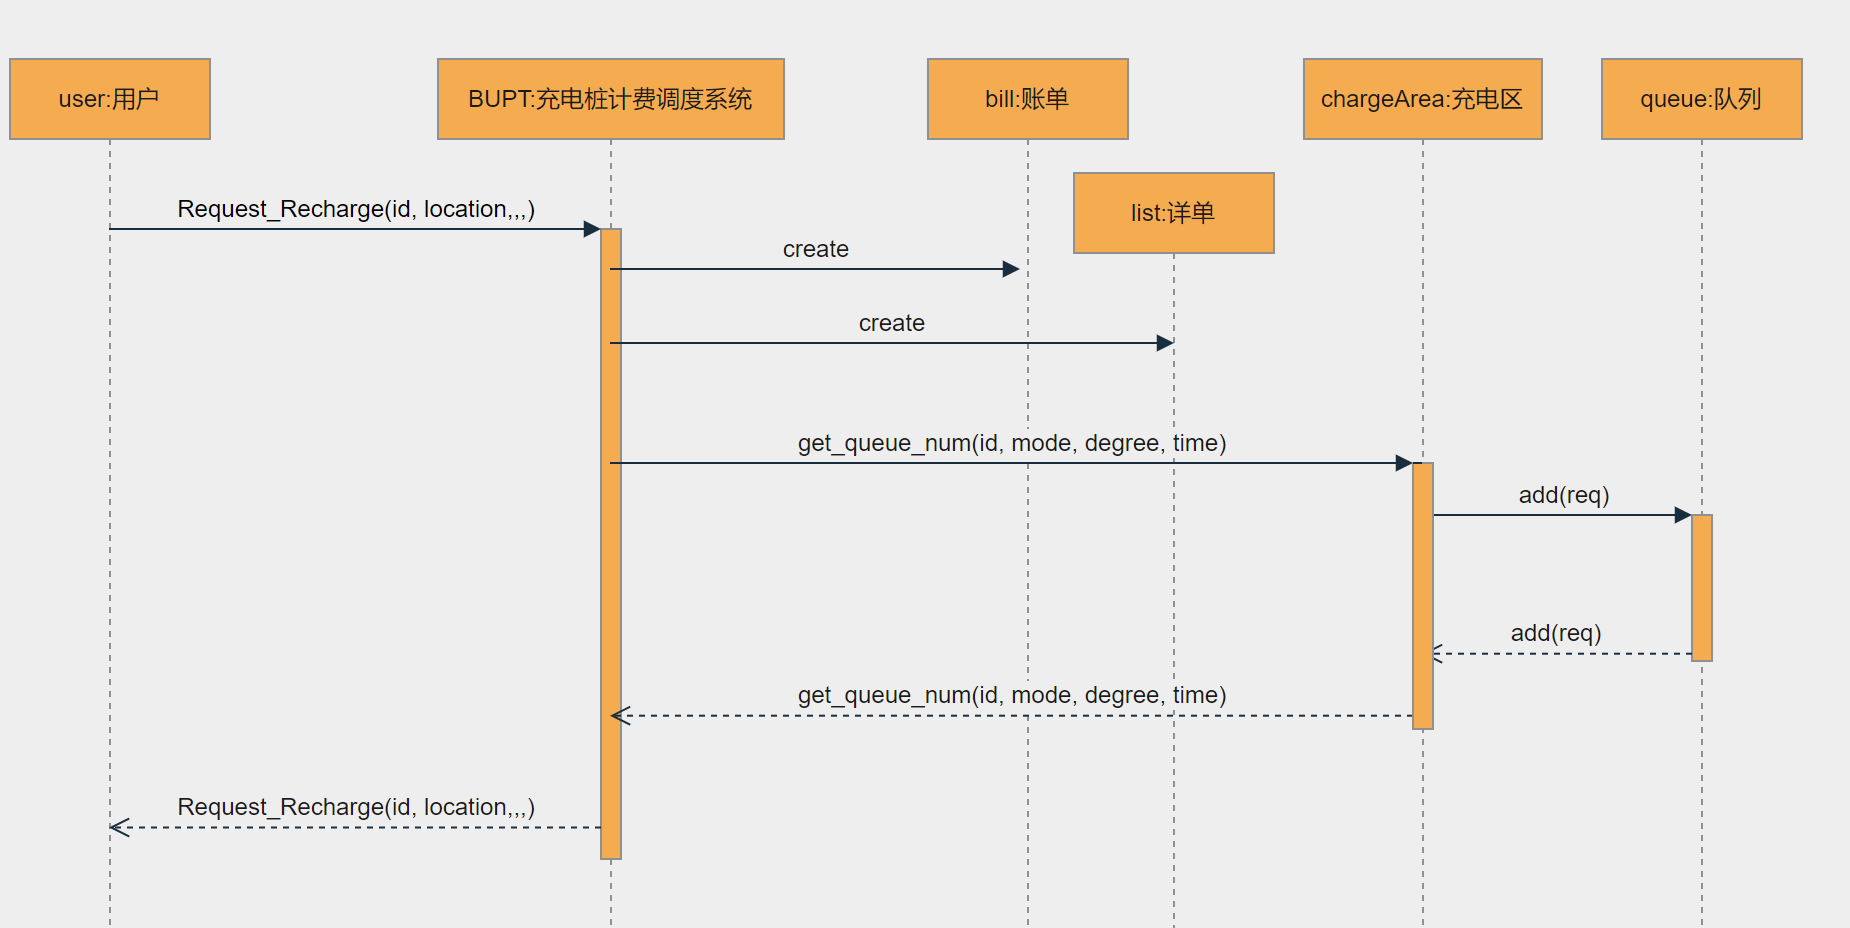 user:用户
BUPT:充电桩计费调度系统
bill:账单
chargeArea:充电区
queue:队列
list:详单
Request_Recharge(id, location,,,)
create
create
get_queue_num(id, mode, degree, time)
add(req)
add(req)
get_queue_num(id, mode, degree, time)
Request_Recharge(id, location,,,)